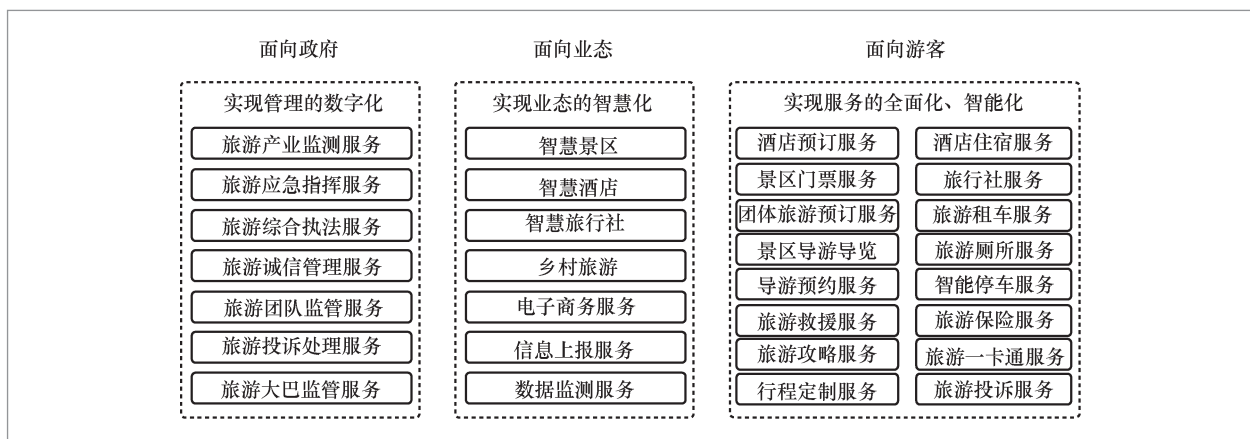 面向政府
实现管理的数字化
旅游产业监测服务
旅游应急指挥服务
旅游综合执法服务
旅游诚信管理服务
旅游团队监管服务
旅游投诉处理服务
旅游大巴监管服务
面向业态
实现业态的智慧化
智慧景区
智慧酒店
智慧旅行社
乡村旅游
电子商务服务
信息上报服务
数据监测服务
面向游客
实现服务的全面化、智能化
酒店预订服务
景区门票服务
团体旅游预订服务
景区导游导览
导游预约服务
旅游救援服务
旅游攻略服务
行程定制服务
酒店住宿服务
旅行社服务
旅游租车服务
旅游厕所服务
智能停车服务
旅游保险服务
旅游一卡通服务
旅游投诉服务